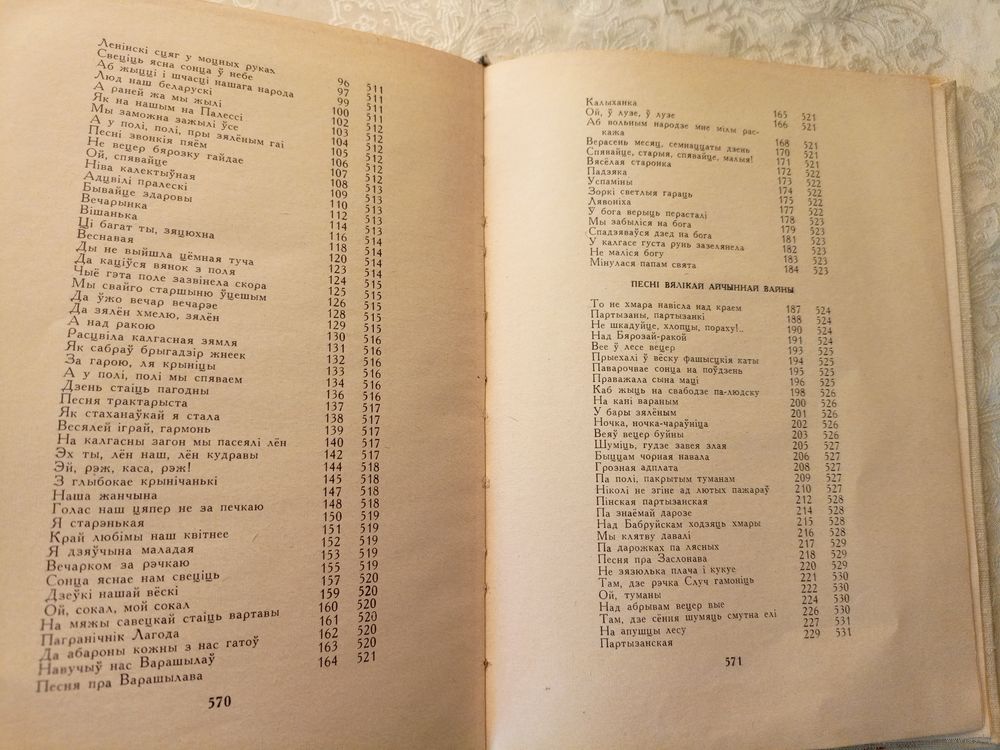 Ленінскі сцяг у моцных руках 96 511
Свеціць ясна сонца ў небе 97 511
Аб жыцці і шчасці нашага народа 99 511
Люд наш беларускі 100 511
А раней жа мы жылі 102 512
Як на нашым на Палессі 103 512
Мы заможна зажылі ўсе 104 512
А у полі, полі, пры зялёным гаі 105 512
Песні звонкія пяём 106 512
Не вецер бярозку гайдае 107 512
Ой, спявайце 108 513
Ніва калектыўная 109 513
Адцвілі пралескі 110 513
Бывайце здаровы 112 513
Вечарынка 114 513
Вішанька 116 514
Ці багат ты, зяцюхна 118 514
Веснавая 120 514
Ды не выйшла цёмная туча 123 514
Да каціўся вянок з поля 124 515
Чыё гэта поле зазвінела скора 125 515
Мы свайго старшыню ўцешым 126 515
Да ўжо вечар вечарэе 128 515
Да зялён хмелю, зялён 129 515
А над ракою 130 516
Расцвіла калгасная зямля 131 516
Як сабраў брыгадзір жнеек 132 516
За гарою, ля крыніцы 133 516
А у полі, полі мы спяваем 134 516
Дзень стаіць пагодны 136 516
Песня трактарыста 137 517
Як стаханаўкай я стала 138 517
Весялей іграй, гармонь 139 517
На калгасны загон мы пасеялі лён 140 517
Эх ты, лён наш, лён кудравы 142 517
Эй, рэж, каса, рэж! 144 518
З глыбокае крынічанькі 145 518
Наша жанчына 147 518
Голас наш цяпер не за печкаю 148 518
Я старэнькая 150 519
Край любімы наш квітнее 151 519
Я дзяўчына маладая 152 519
Вечарком за рэчкаю 153 519
Сонца яснае нам свеціць 155 519
Дзеўкі нашай вёскі 157 520
Ой, сокал, мой сокал 159 520
На мяжы савецкай стаіць вартавы 160 520
Пагранічнік Лагода 161 520
Да абароны кожны з нас гатоў 162 520
Навучыў нас Варашылаў 163 520
Песня пра Варашылава 164 521
570
Калыханка 165 521
Ой, ў лузе, ў лузе 166 521
Аб вольным народзе мне мілы рас-
кажа 168 521
Верасень месяц, семнаццаты дзень 170 521
Спявайце, старыя, спявайце, малыя! 171 521
Вясёлая старонка 172 522
Падзяка 173 522
Успаміны 174 522
Зоркі светлыя гараць 175 522
Лявоніха 177 522
У бога верыць перасталі 178 523
Мы забыліся на бога 179 523
Спадзяваўся дзед на бога 181 523
У калгасе густа рунь зазелянела 182 523
Не маліся богу 183 523
Мінулася папам свята 184 523
ПЕСНІ ВЯЛІКАЙ АЙЧЫННАЙ ВАЙНЫ
То не хмара навісла над краем 187 524
Партызаны, партызанкі 188 524
Не шкадуйце, хлопцы, пораху!.. 190 524
Над Бярозай-ракой 191 524
Вее ў лесе вецер 193 525
Прыехалі ў вёску фашысцкія каты 194 525
Паварочвае сонца на поўдзень 195 525
Праважала сына маці 196 525
Каб жыць на свабодзе па-людску 198 526
На кані вараным 200 526
У бары зялёным 201 526
Ночка, ночка-чараўніца 202 526
Веяў вецер буйны 203 526
Шуміць, гудзе завея злая 205 527
Быццам чорная навала 206 527
Грозная адплата 208 527
Па полі, пакрытым туманам 209 527
Ніколі не згіне ад лютых пажараў 210 527
Пінская партызанская 212 528
Па знаёмай дарозе 214 528
Над Бабруйскам ходзяць хмары 215 528
Мы клятву давалі 216 528
Па дарожках па лясных 217 529
Песня пра Заслонава 218 529
Не зязюлька плача і кукуе 220 529
Там, дзе рэчка Случ гамоніць 221 530
Ой, туманы 222 530
Над абрывам вецер вые 224 530
Там, дзе сёння шумяць смутна елі 226 530
На апушцы лесу 227 531
Партызанская 229 531
571